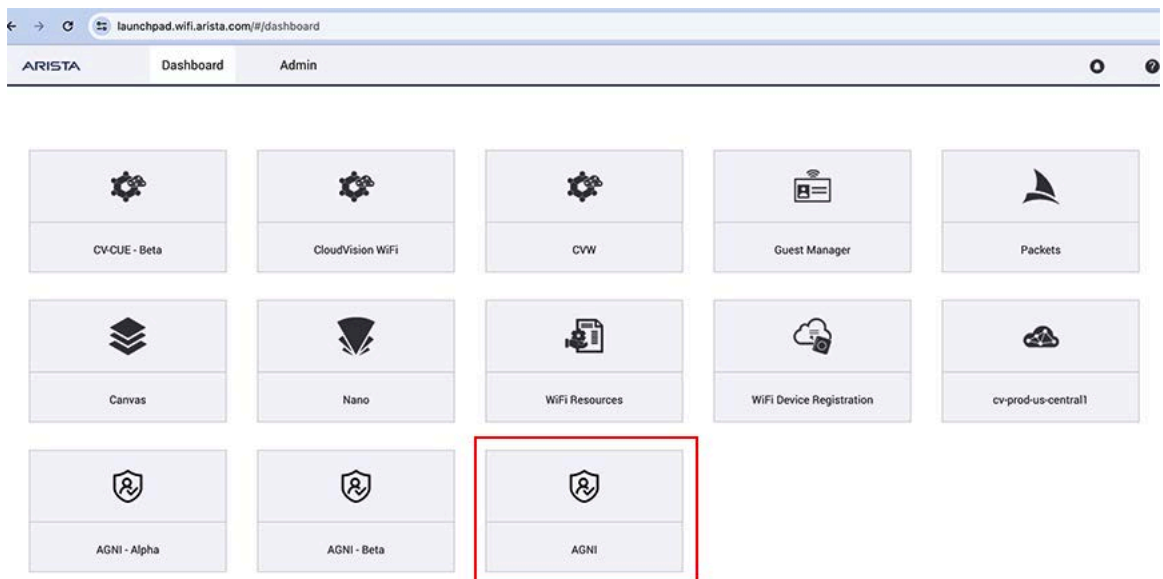 launchpad.wifi.arista.com/#/dashboard
ARISTA Dashboard Admin
CV-CUE - Beta CloudVision WiFi CVW Guest Manager Packets
Canvas Nano WiFi Resources WiFi Device Registration cv-prod-us-central1
AGNI - Alpha AGNI - Beta AGNI